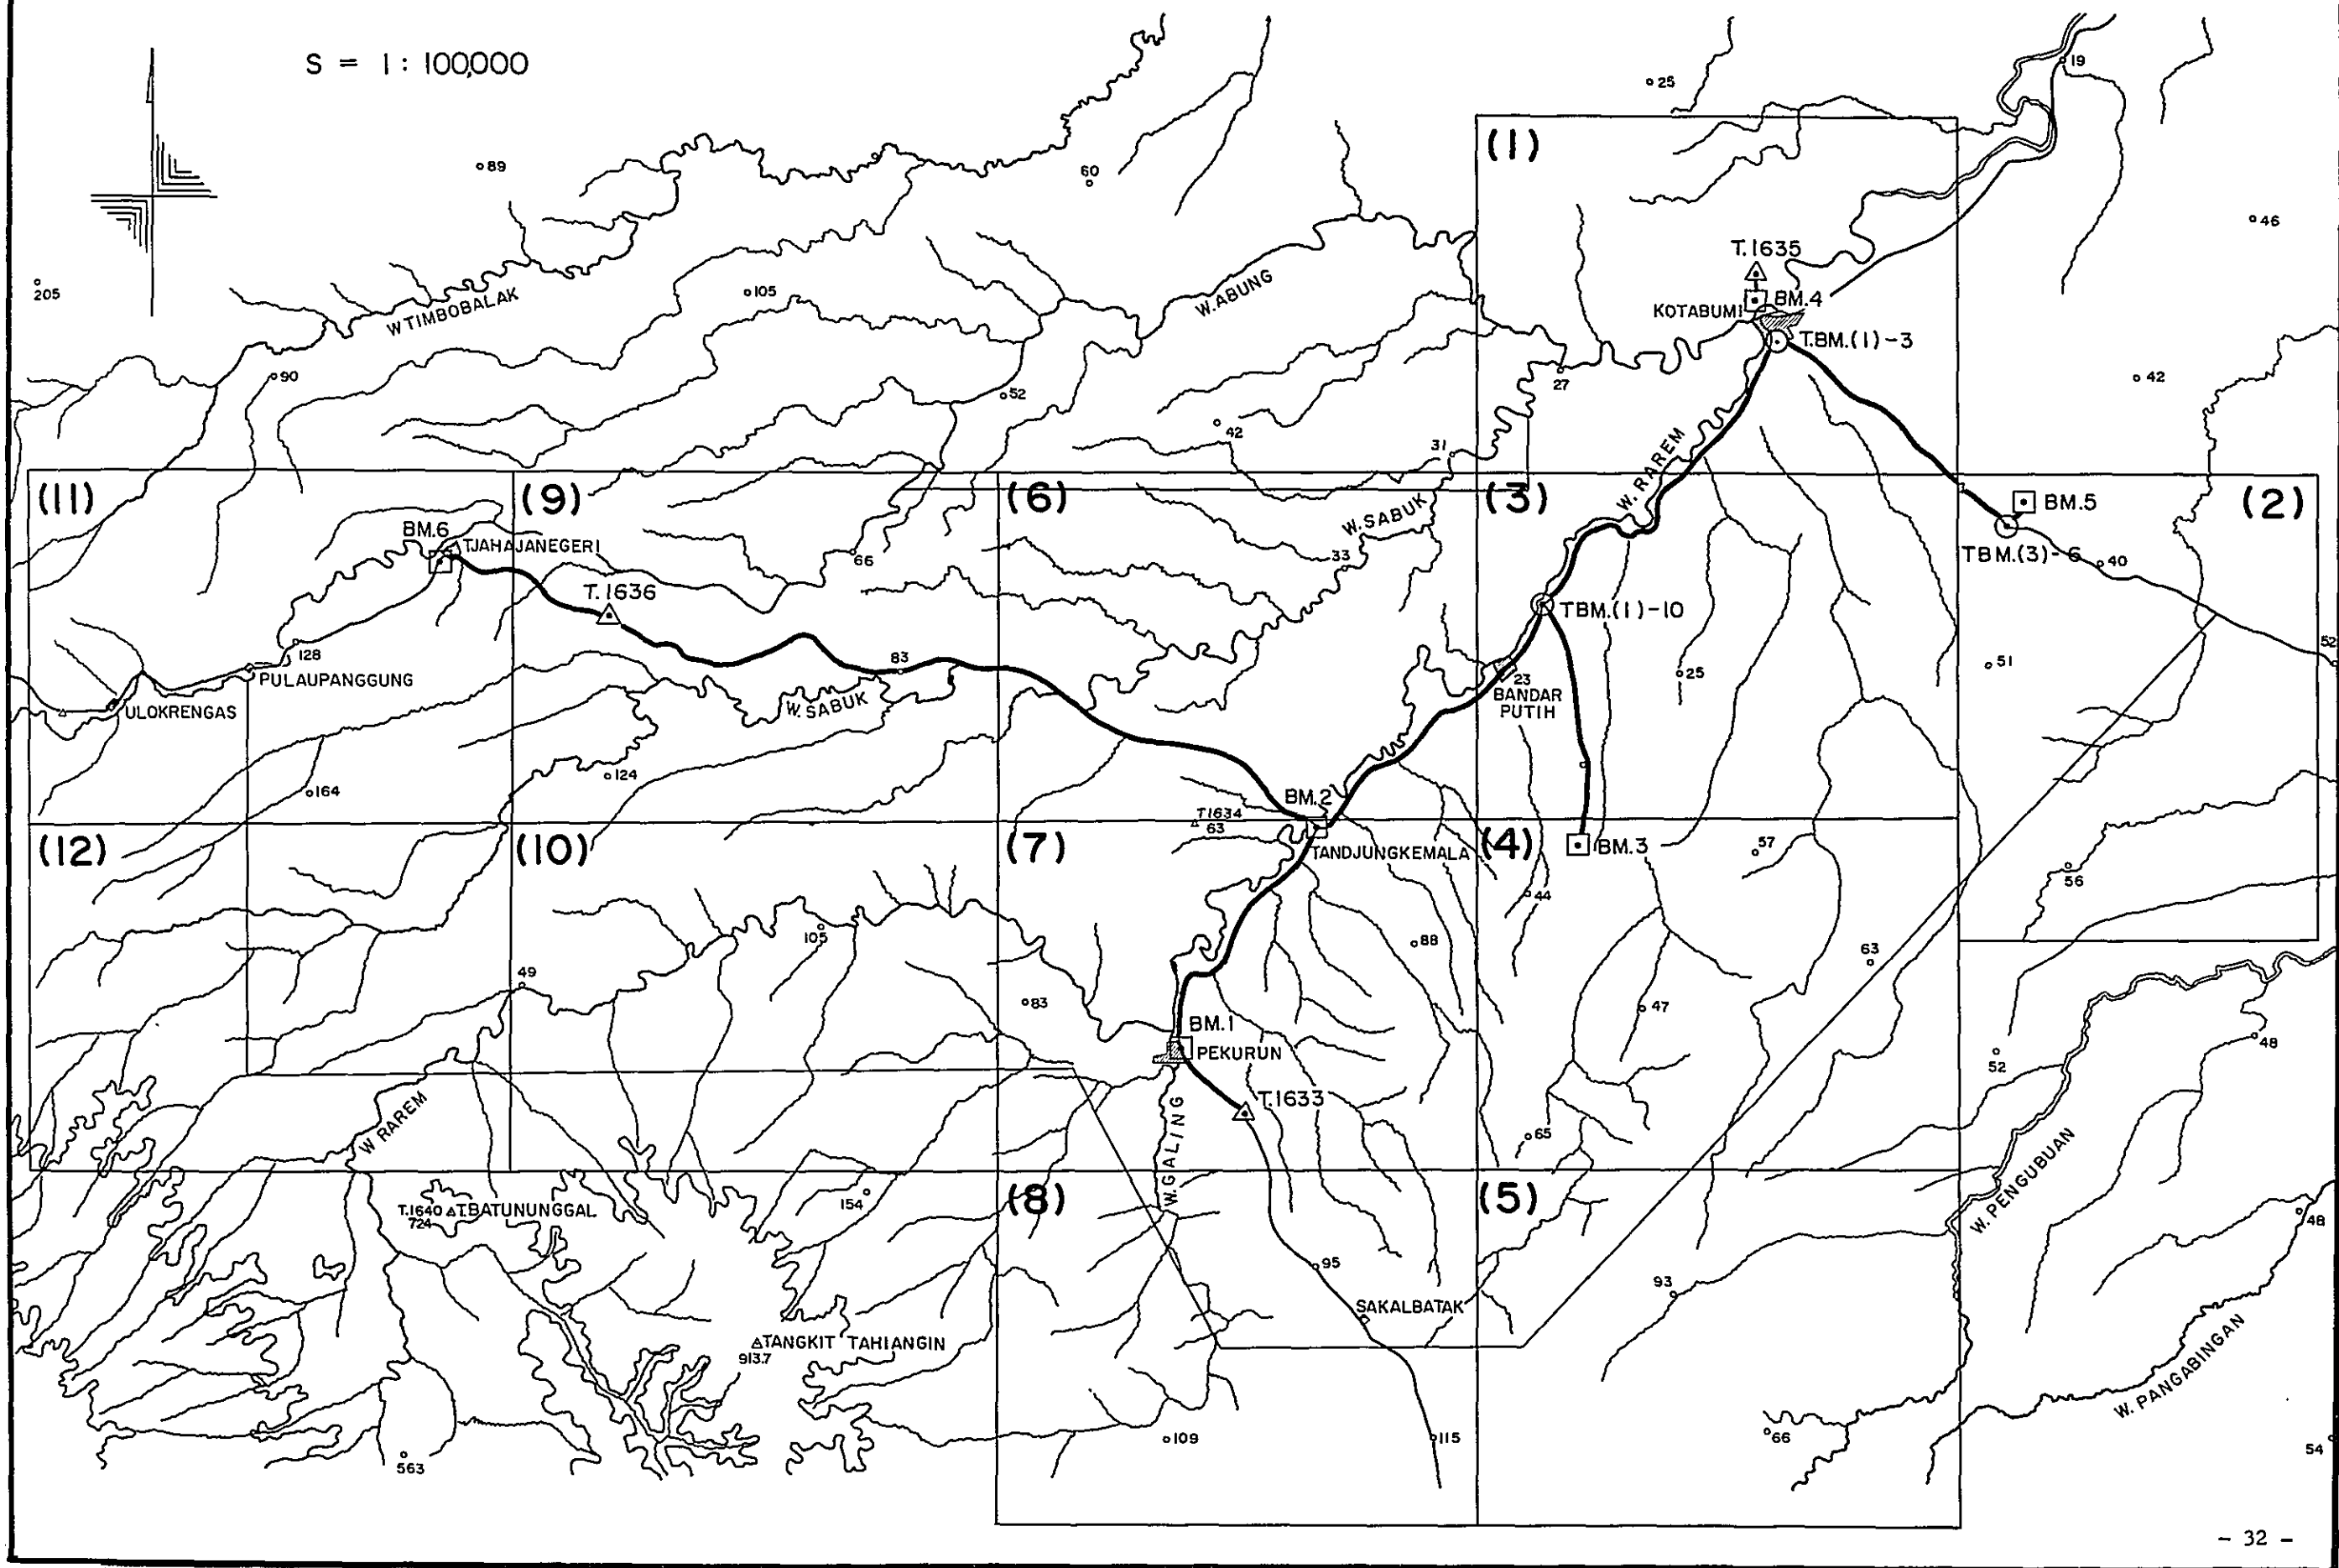 S = 1 : 100,000
19
25
(1)
89
60
46
T.1635
205
105
W.ABUNG
BM.4
W TIMBOBALAK
KOTABUMI
T.BM.(1)-3
90
27
42
52
42
31
W. RAREM
(11)
(9)
(6)
(3)
BM.5
(2)
BM.6
W.SABUK
TJAHAJANEGERI
66
33
TBM.(3)-6
40
T.1636
TBM.(1)-10
128
83
52
51
PULAUPANGGUNG
23
25
BANDAR
PUTIH
ULOKRENGAS
W.SABUK
124
164
BM.2
T1634
63
(12)
(10)
(7)
TANDJUNGKEMALA
(4)
BM.3
57
56
44
105
88
63
49
83
47
BM.1
PEKURUN
48
52
T.1633
W RAREM
W.GALING
65
W. PENGUBUAN
T.1640
T.BATUNUNGGAL
724
154
(8)
(5)
48
95
93
SAKALBATAK
TANGKIT TAHIANGIN
913.7
W. PANGABINGAN
109
115
66
54
563
- 32 -